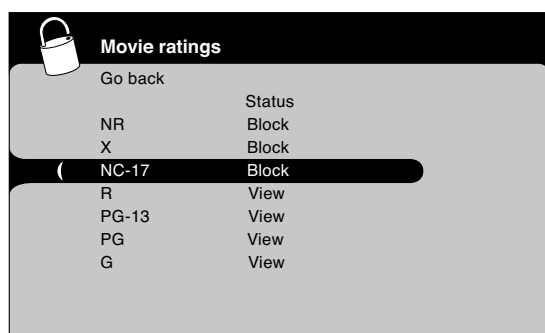 Movie ratings
Go back
Status
NR Block
X Block
NC-17 Block
R View
PG-13 View
PG View
G View